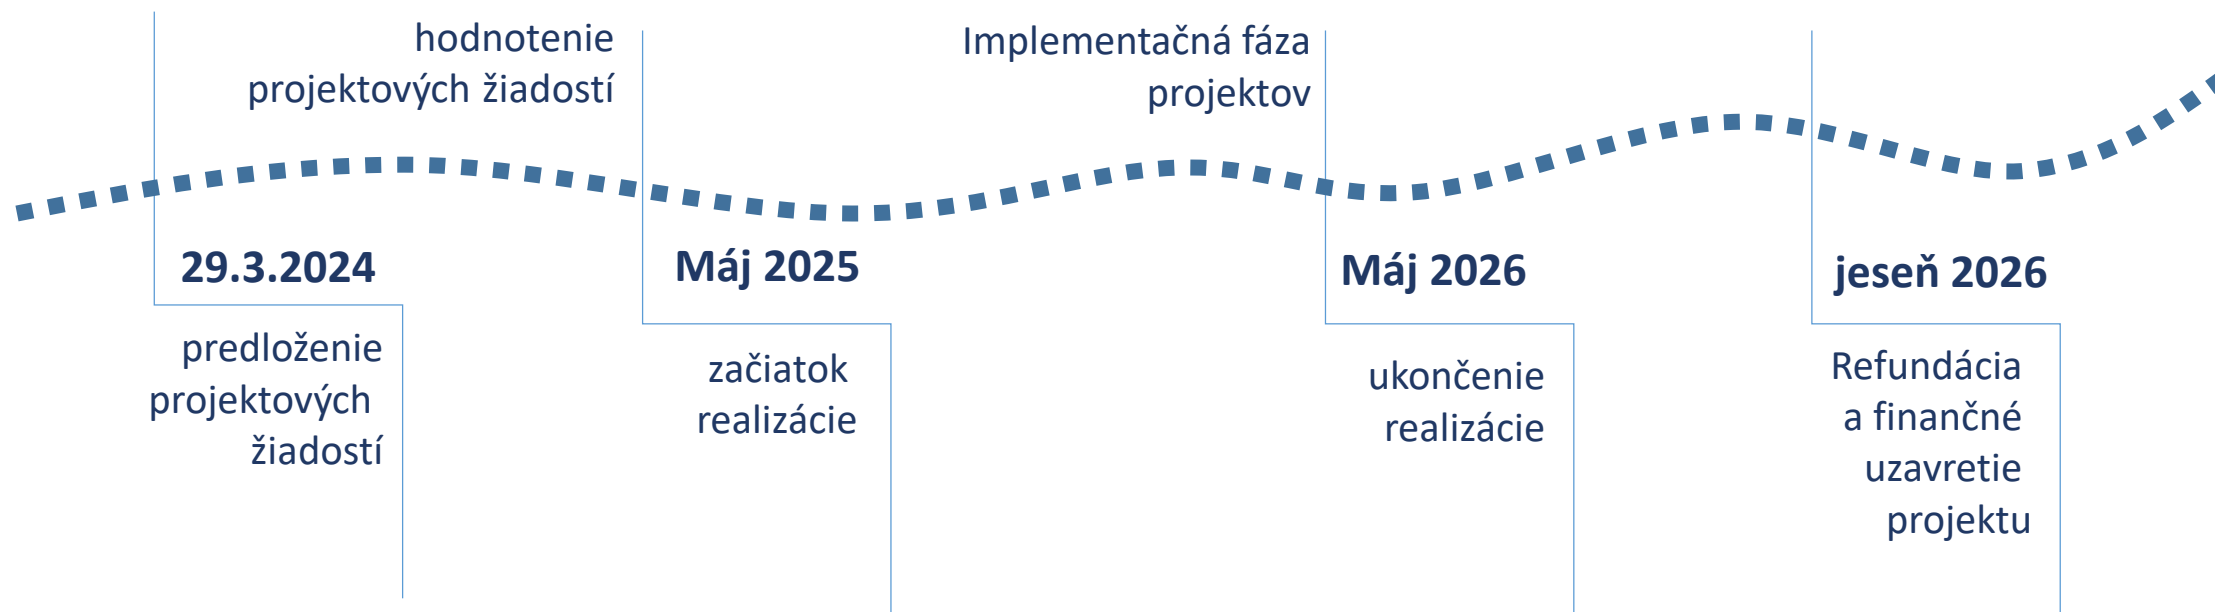 hodnotenie
projektových žiadostí
Implementačná fáza
projektov
29.3.2024
predloženie
projektových
žiadostí
Máj 2025
začiatok
realizácie
Máj 2026
ukončenie
realizácie
jeseň 2026
Refundácia
a finančné
uzavretie
projektu